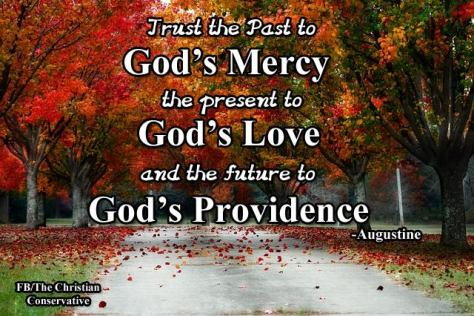 Trust the Past to
God's Mercy
the present to
God's Love
and the future to
God's Providence
-Augustine
FB/The Christian
Conservative